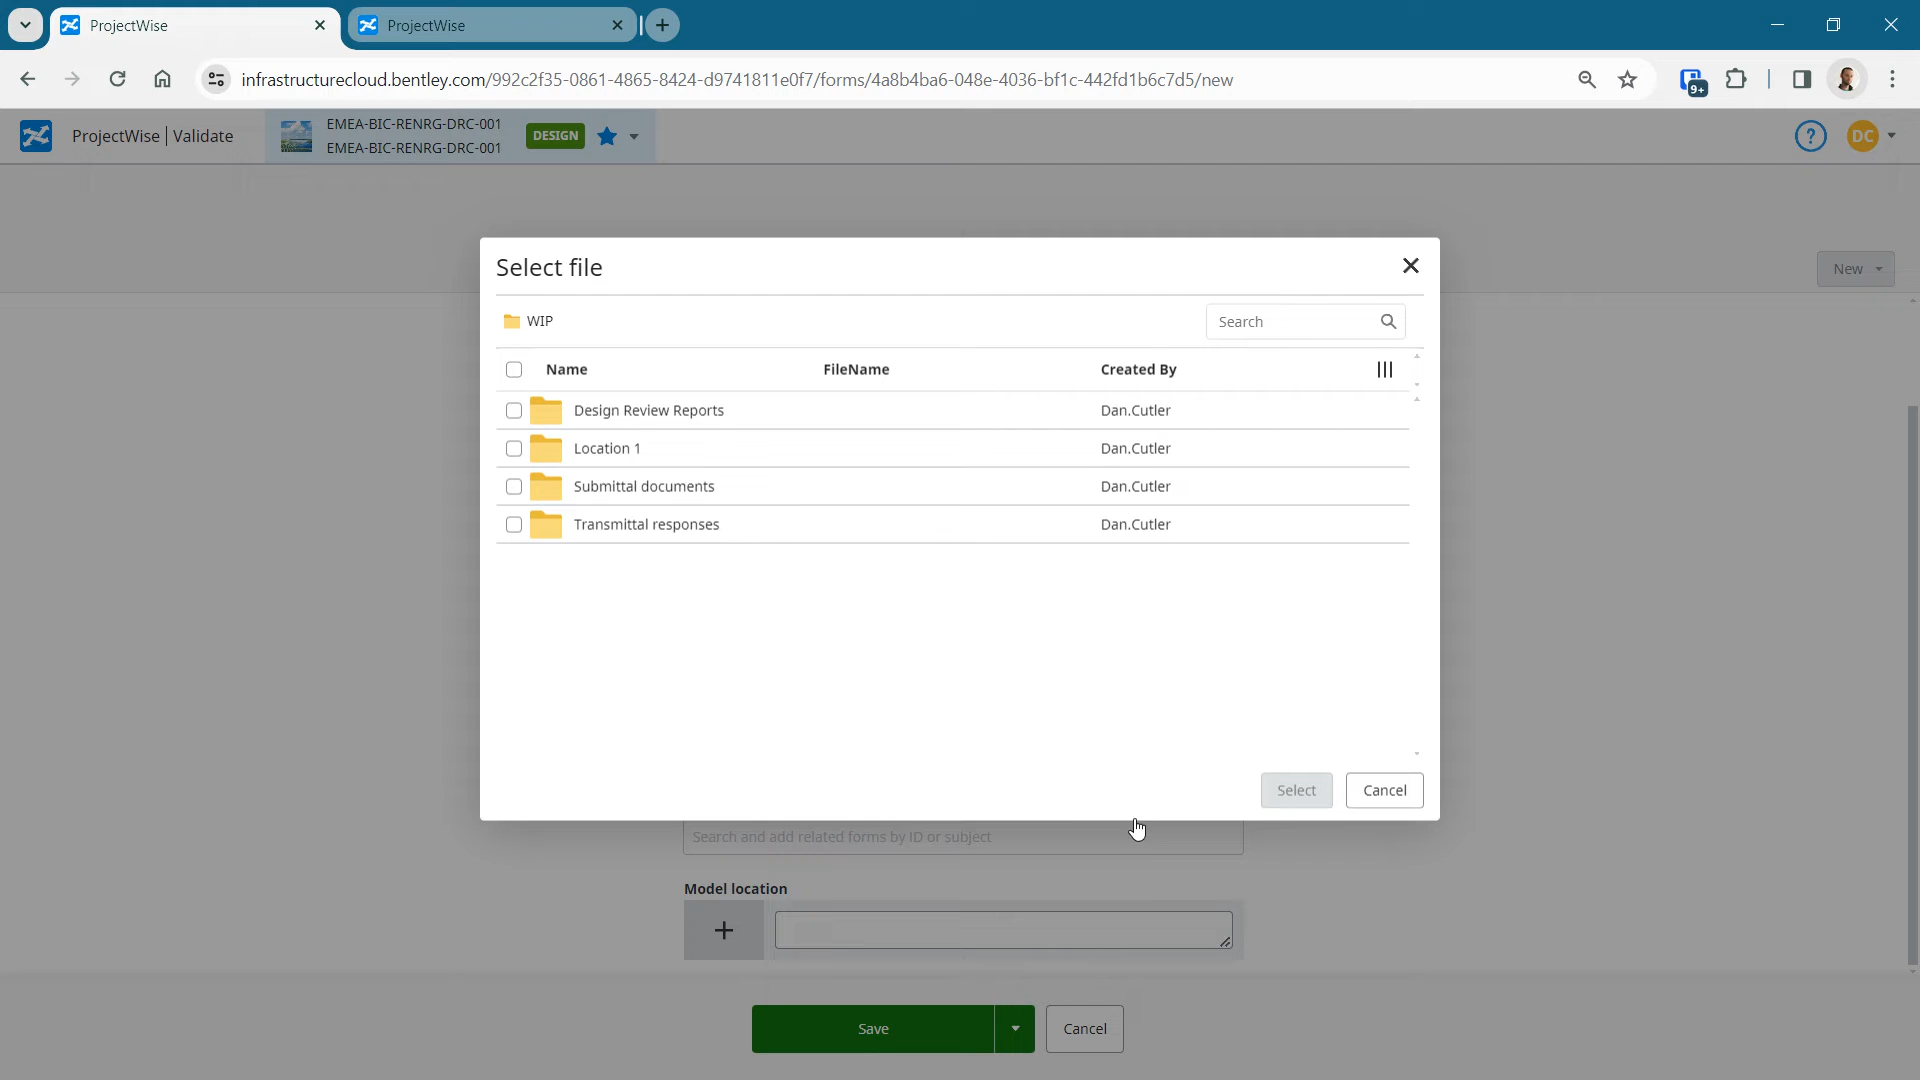 ProjectWise
ProjectWise
infrastructurecloud.bentley.com/992c2f35-0861-4865-8424-d9741811e0f7/forms/4a8b4ba6-048e-4036-bf1c-442fd1b6c7d5/new
9+
ProjectWise | Validate
EMEA-BIC-RENRG-DRC-001
EMEA-BIC-RENRG-DRC-001
DESIGN
?
DC
New
Select file
WIP
Search
Name FileName Created By
Design Review Reports Dan.Cutler
Location 1 Dan.Cutler
Submittal documents Dan.Cutler
Transmittal responses Dan.Cutler
Select Cancel
Search and add related forms by ID or subject
Model location
Save Cancel